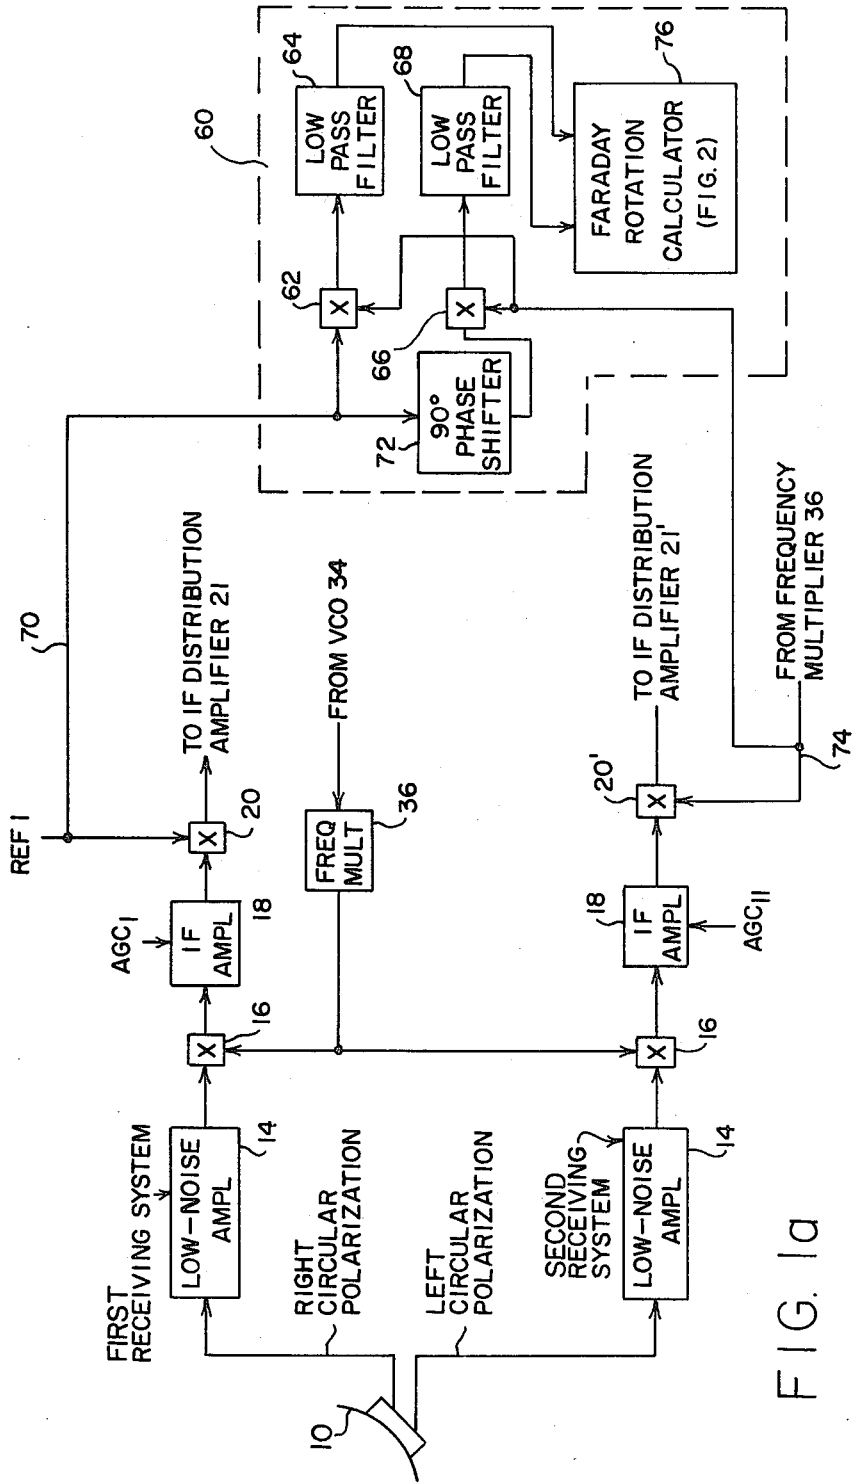 FIRST
RECEIVING SYSTEM
LOW-NOISE
AMPL
14
16
X
AGC I
IF
AMPL
18
REF I
X
20
TO IF DISTRIBUTION
AMPLIFIER 21
70
10
RIGHT
CIRCULAR
POLARIZATION
LEFT
CIRCULAR
POLARIZATION
FREQ
MULT
36
FROM VCO 34
SECOND
RECEIVING
SYSTEM
LOW-NOISE
AMPL
14
X
16
18
IF
AMPL
AGC II
20'
X
TO IF DISTRIBUTION
AMPLIFIER 21'
FROM FREQUENCY
MULTIPLIER 36
74
60
62
X
LOW
PASS
FILTER
64
72
90°
PHASE
SHIFTER
66
X
LOW
PASS
FILTER
68
FARADAY
ROTATION
CALCULATOR
(FIG. 2)
76
FIG. 1a